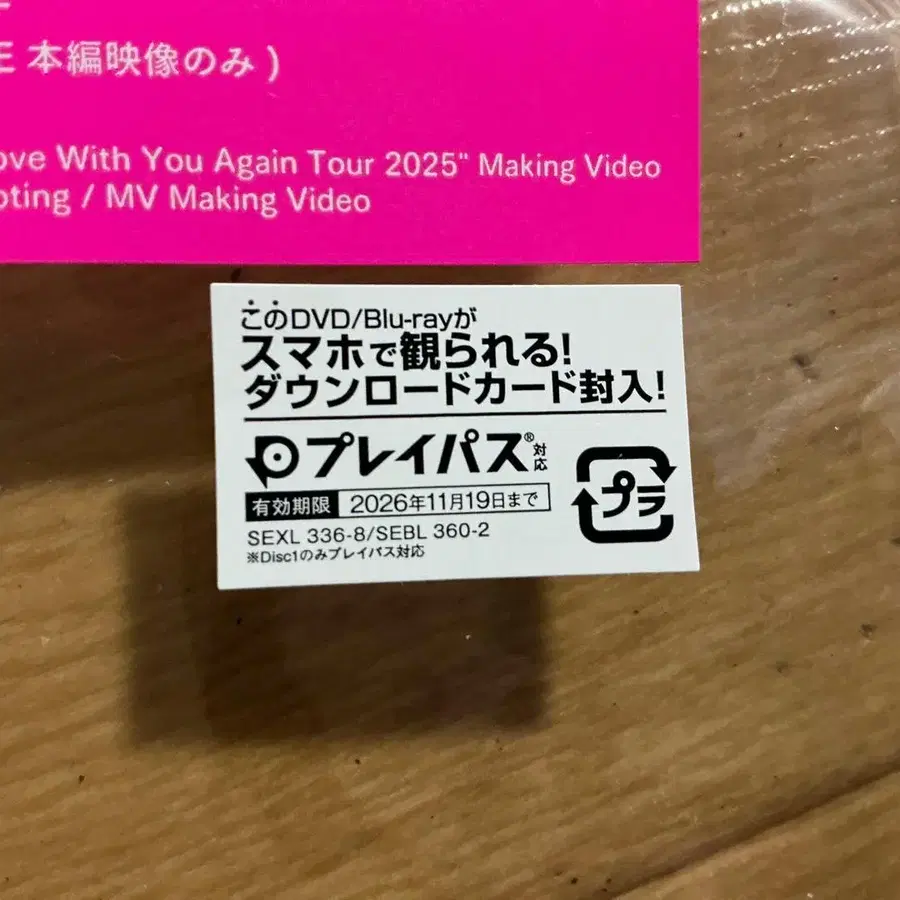 本編映像のみ )
With You Again Tour 2025" Making Video
/ MV Making Video
このDVD/Blu-rayが
スマホで観られる!
ダウンロードカード封入!
プレイパス® 対応
有効期限 2026年11月19日まで
SEXL 336-8/SEBL 360-2
※Disc1のみプレイパス対応
プラ